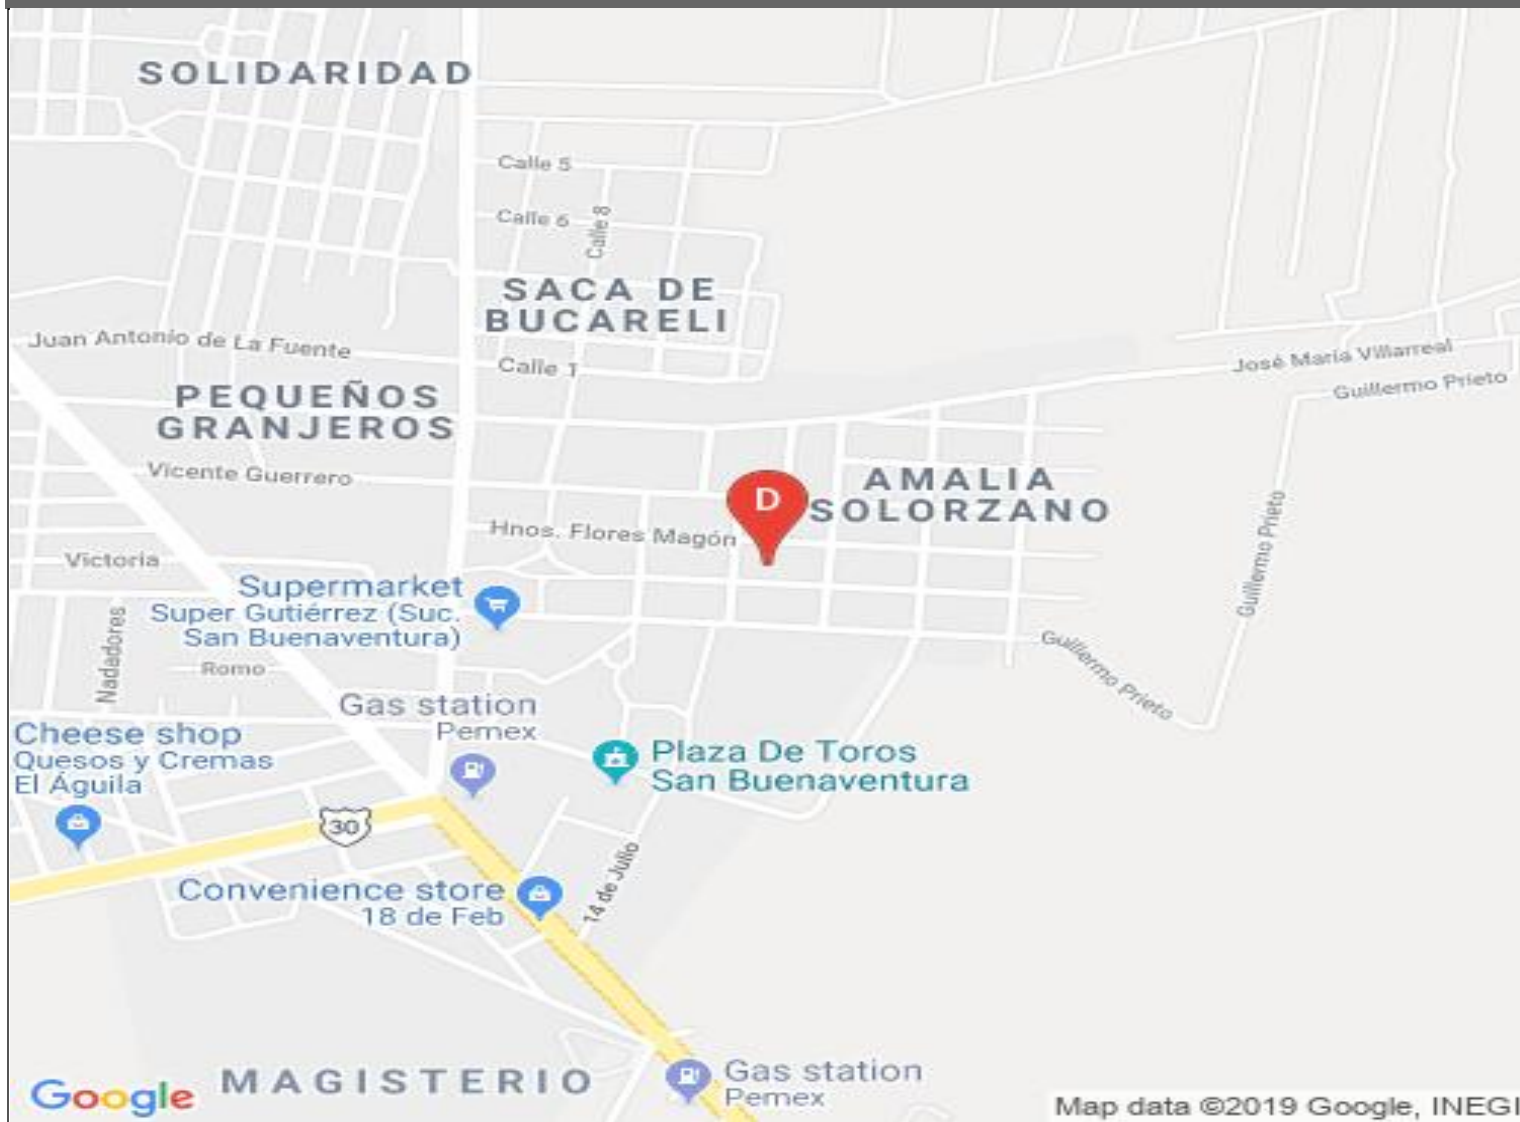 SOLIDARIDAD
Calle 5
Calle 6
Calle 8
SACA DE
BUCARELI
Juan Antonio de La Fuente
Calle 1
José María Villarreal
Guillermo Prieto
PEQUEÑOS
GRANJEROS
Vicente Guerrero
D
AMALIA
SOLORZANO
Hnos. Flores Magón
Guillermo Prieto
Victoria
Supermarket
Super Gutiérrez (Suc.
San Buenaventura)
Nadadores
Romo
Guillermo Prieto
Gas station
Pemex
Cheese shop
Quesos y Cremas
El Águila
Plaza De Toros
San Buenaventura
30
14 de Julio
Convenience store
18 de Feb
MAGISTERIO
Gas station
Pemex
Google
Map data ©2019 Google, INEGI